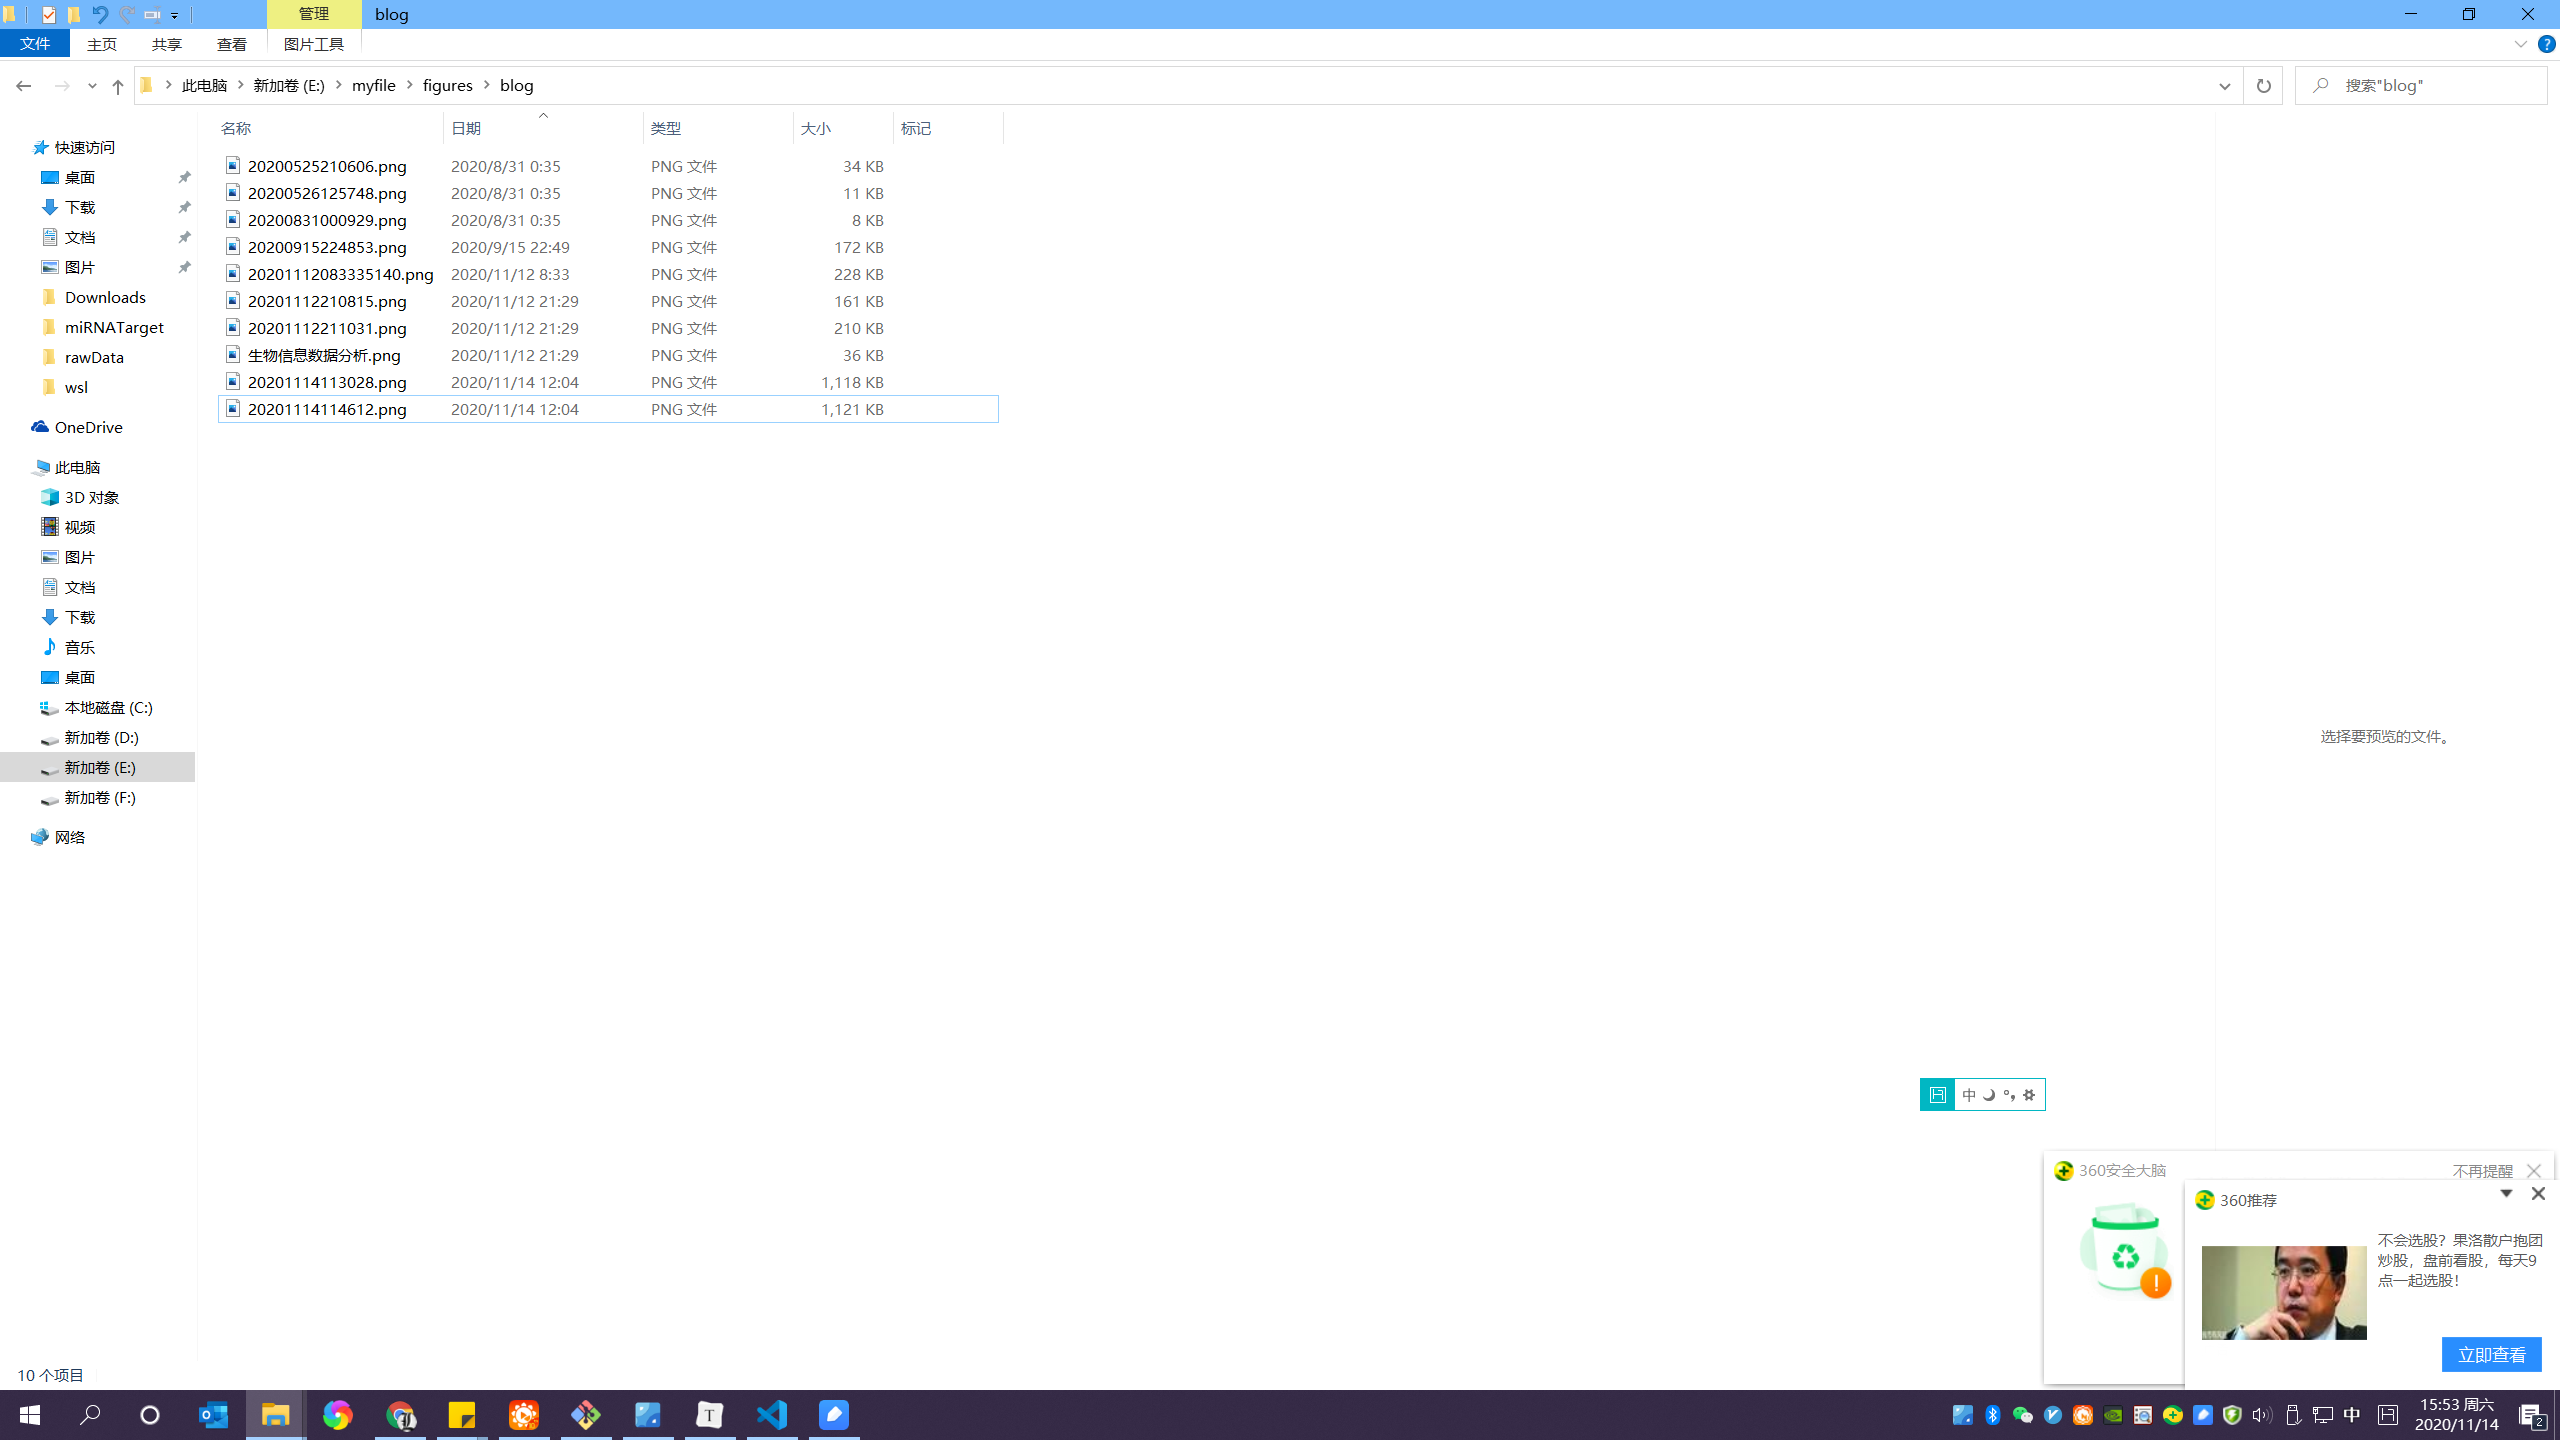 管理
blog
文件
主页
共享
查看
图片工具
此电脑
新加卷 (E:)
myfile
figures
blog
搜索"blog"
名称
日期
类型
大小
标记
20200525210606.png 2020/8/31 0:35 PNG 文件 34 KB
20200526125748.png 2020/8/31 0:35 PNG 文件 11 KB
20200831000929.png 2020/8/31 0:35 PNG 文件 8 KB
20200915224853.png 2020/9/15 22:49 PNG 文件 172 KB
20201112083335140.png 2020/11/12 8:33 PNG 文件 228 KB
20201112210815.png 2020/11/12 21:29 PNG 文件 161 KB
20201112211031.png 2020/11/12 21:29 PNG 文件 210 KB
生物信息数据分析.png 2020/11/12 21:29 PNG 文件 36 KB
20201114113028.png 2020/11/14 12:04 PNG 文件 1,118 KB
20201114114612.png 2020/11/14 12:04 PNG 文件 1,121 KB
快速访问
桌面
下载
文档
图片
Downloads
miRNATarget
rawData
wsl
OneDrive
此电脑
3D 对象
视频
图片
文档
下载
音乐
桌面
本地磁盘 (C:)
新加卷 (D:)
新加卷 (E:)
新加卷 (F:)
网络
选择要预览的文件。
中
360安全大脑
不再提醒
360推荐
不会选股？果洛散户抱团
炒股，盘前看股，每天9
点一起选股！
立即查看
10 个项目
中
15:53 周六
2020/11/14
2